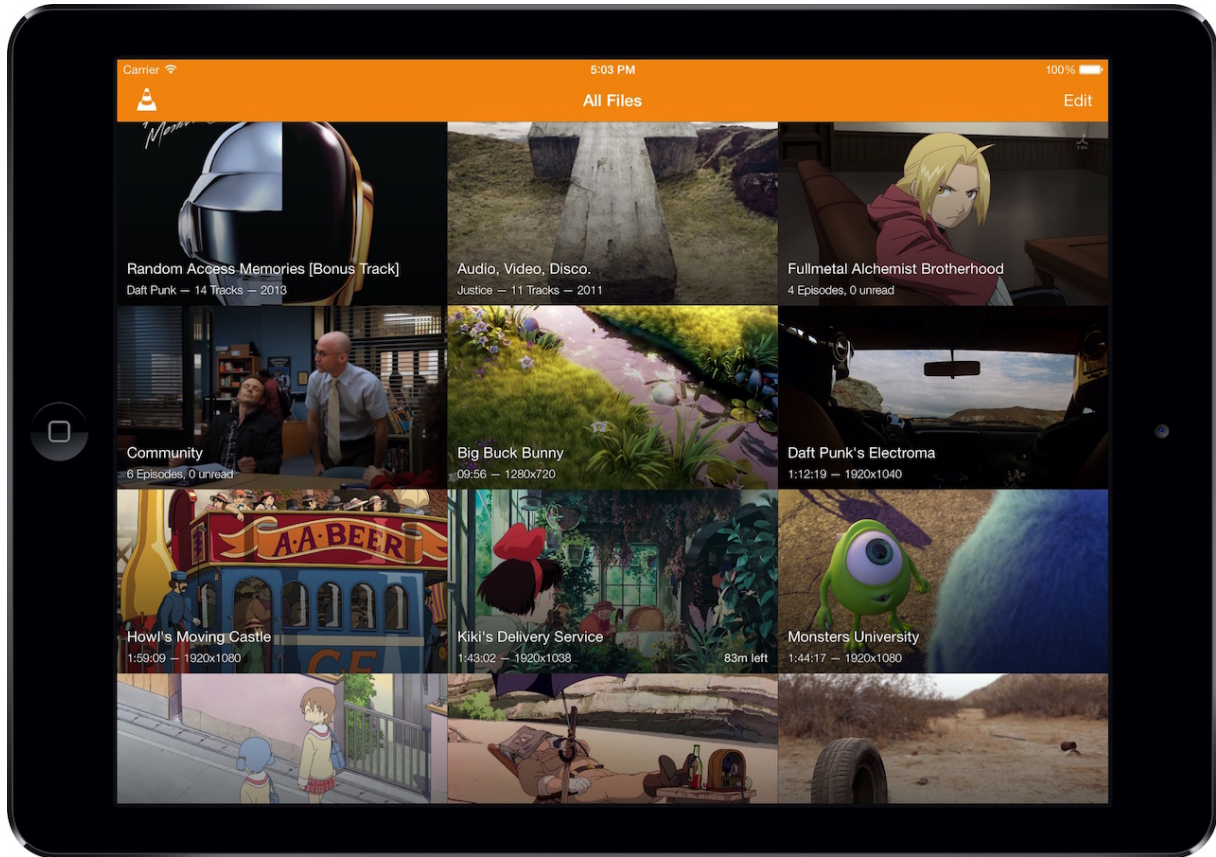 Carrier
5:03 PM
100%
All Files
Edit
Random Access Memories [Bonus Track]
Daft Punk — 14 Tracks — 2013
Audio, Video, Disco.
Justice — 11 Tracks — 2011
Fullmetal Alchemist Brotherhood
4 Episodes, 0 unread
Community
6 Episodes, 0 unread
Big Buck Bunny
09:56 — 1280x720
Daft Punk's Electroma
1:12:19 — 1920x1040
A·A·BEER
C.F.
Howl's Moving Castle
1:59:09 — 1920x1080
Kiki's Delivery Service
1:43:02 — 1920x1038
83m left
Monsters University
1:44:17 — 1920x1080